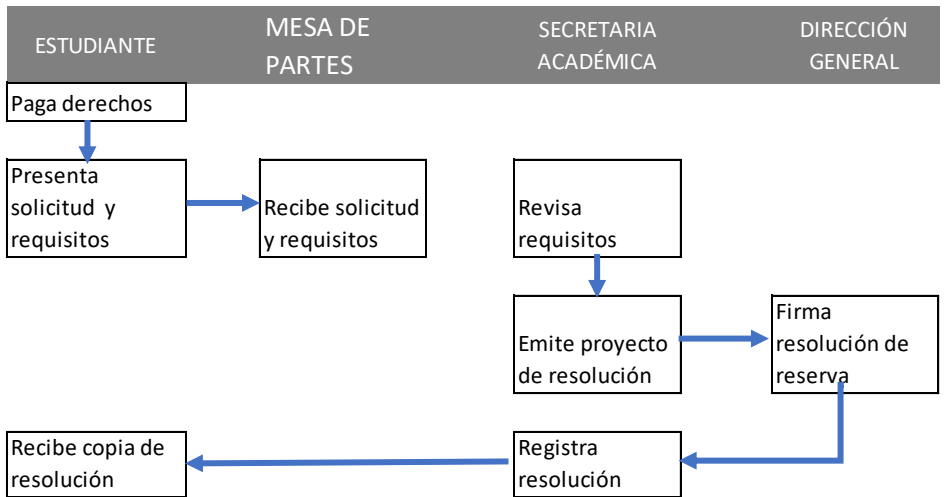 ESTUDIANTE
MESA DE
PARTES
SECRETARIA
ACADÉMICA
DIRECCIÓN
GENERAL
Paga derechos
Presenta
solicitud y
requisitos
Recibe solicitud
y requisitos
Revisa
requisitos
Emite proyecto
de resolución
Firma
resolución de
reserva
Recibe copia de
resolución
Registra
resolución